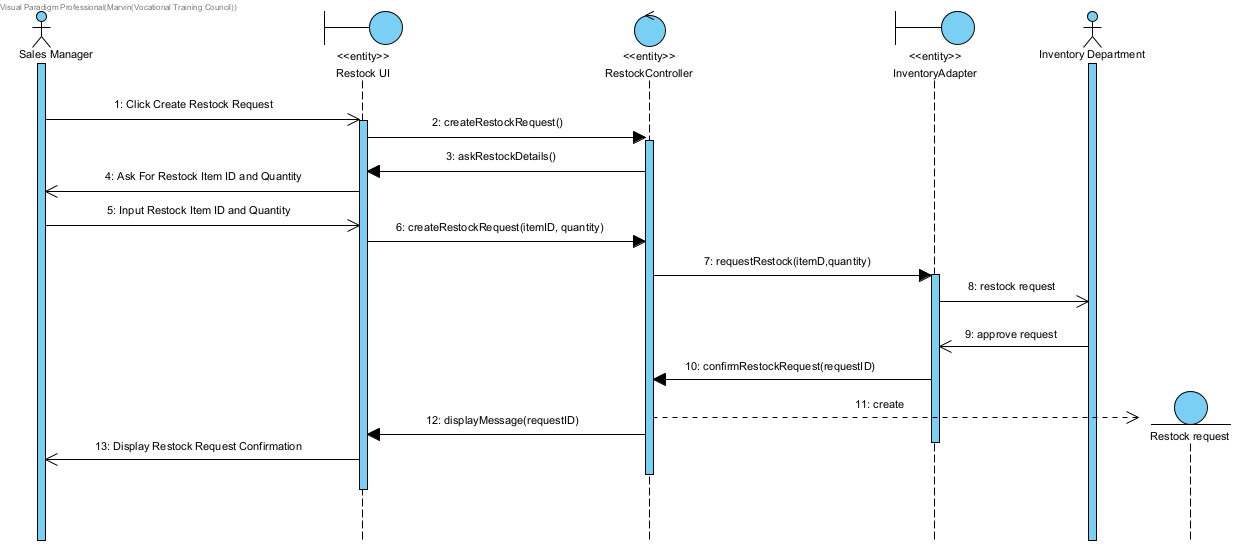 Visual Paradigm Professional(Marvin(Vocational Training Council))
Sales Manager
<<entity>>
Restock UI
<<entity>>
RestockController
<<entity>>
InventoryAdapter
Inventory Department
1: Click Create Restock Request
2: createRestockRequest()
3: askRestockDetails()
4: Ask For Restock Item ID and Quantity
5: Input Restock Item ID and Quantity
6: createRestockRequest(itemID, quantity)
7: requestRestock(itemD,quantity)
8: restock request
9: approve request
10: confirmRestockRequest(requestID)
11: create
12: displayMessage(requestID)
13: Display Restock Request Confirmation
Restock request